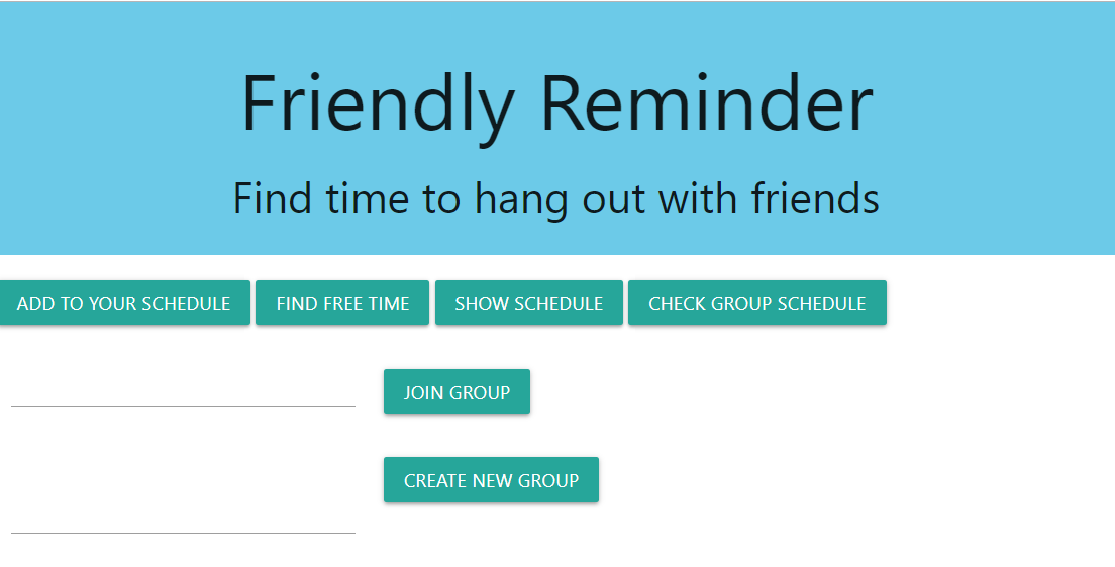 Friendly Reminder
Find time to hang out with friends
ADD TO YOUR SCHEDULE FIND FREE TIME SHOW SCHEDULE CHECK GROUP SCHEDULE
JOIN GROUP
CREATE NEW GROUP